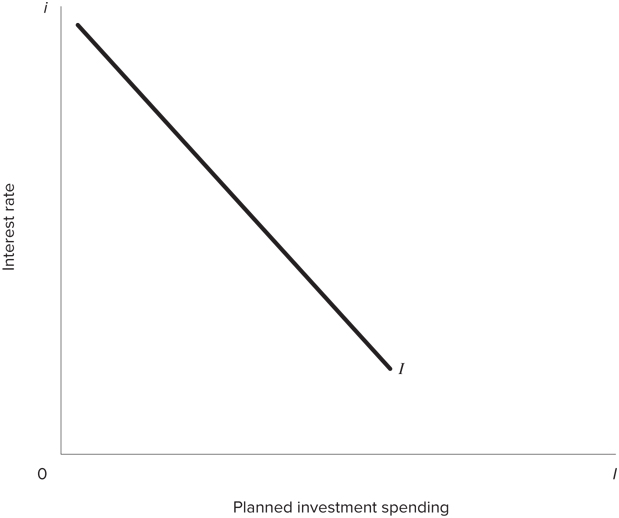 i
Interest rate
I
0
I
Planned investment spending